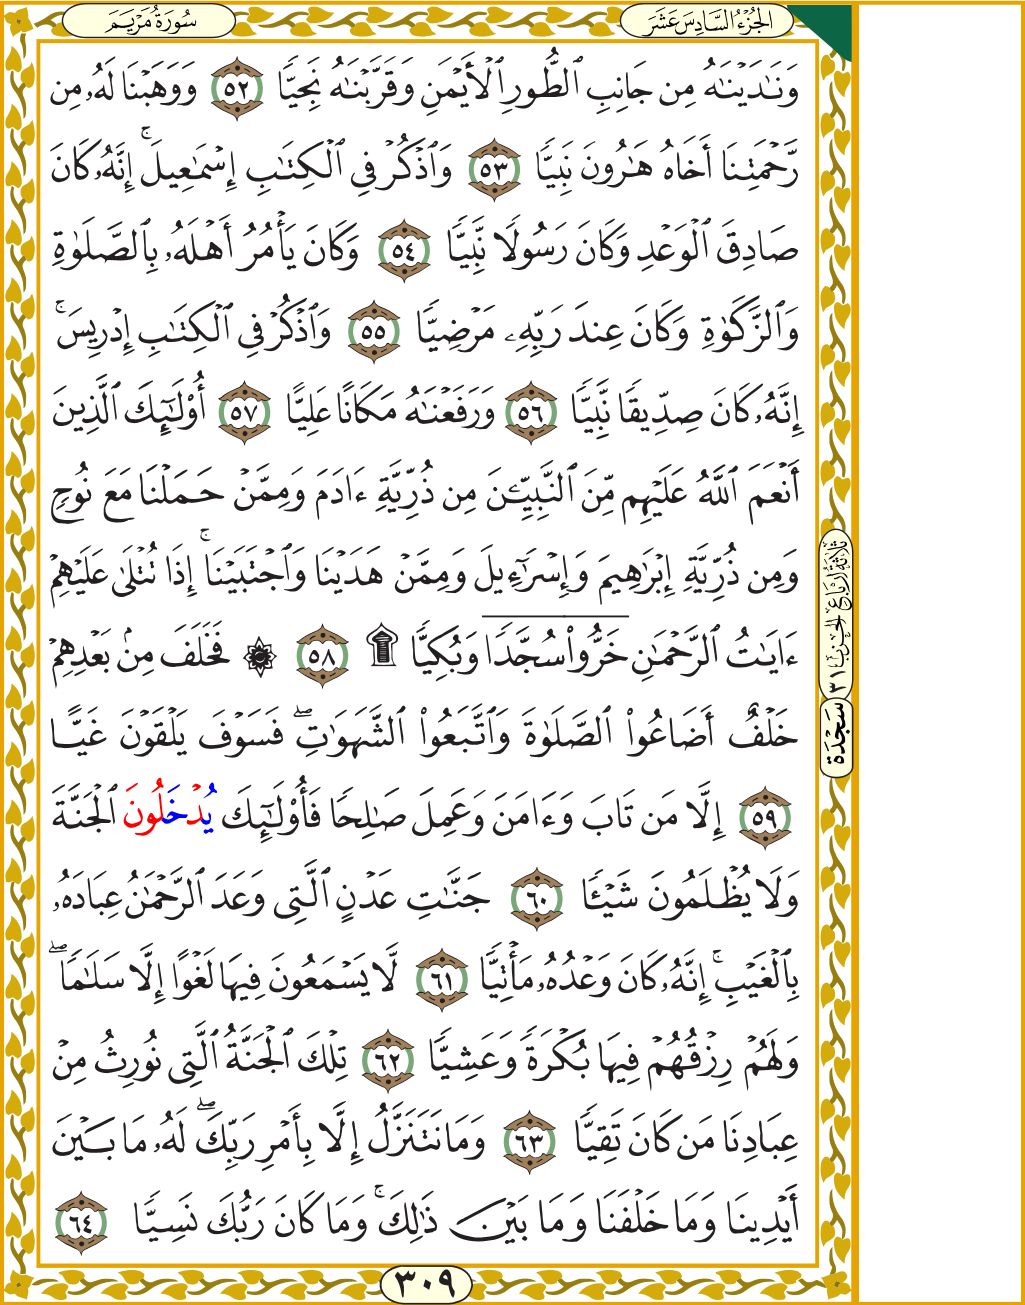 الجُزْءُ السَّادِسَ عَشَرَ
سُورَةُ مَرْيَمَ
وَنَـٰدَيْنَـٰهُ مِن جَانِبِ ٱلطُّورِ ٱلْأَيْمَنِ وَقَرَّبْنَـٰهُ نَجِيًّا ٥٢ وَوَهَبْنَا لَهُۥ مِن
رَّحْمَتِنَا أَخَاهُ هَـٰرُونَ نَبِيًّا ٥٣ وَٱذْكُرْ فِى ٱلْكِتَـٰبِ إِسْمَـٰعِيلَ ۚ إِنَّهُۥ كَانَ
صَادِقَ ٱلْوَعْدِ وَكَانَ رَسُولًا نَّبِيًّا ٥٤ وَكَانَ يَأْمُرُ أَهْلَهُۥ بِٱلصَّلَوٰةِ
وَٱلزَّكَوٰةِ وَكَانَ عِندَ رَبِّهِۦ مَرْضِيًّا ٥٥ وَٱذْكُرْ فِى ٱلْكِتَـٰبِ إِدْرِيسَ ۚ
إِنَّهُۥ كَانَ صِدِّيقًا نَّبِيًّا ٥٦ وَرَفَعْنَـٰهُ مَكَانًا عَلِيًّا ٥٧ أُو۟لَـٰٓئِكَ ٱلَّذِينَ
أَنْعَمَ ٱللَّهُ عَلَيْهِم مِّنَ ٱلنَّبِيِّـۧنَ مِن ذُرِّيَّةِ ءَادَمَ وَمِمَّنْ حَمَلْنَا مَعَ نُوحٍ
وَمِن ذُرِّيَّةِ إِبْرَٰهِيمَ وَإِسْرَٰٓءِيلَ وَمِمَّنْ هَدَيْنَا وَٱجْتَبَيْنَا ۚ إِذَا تُتْلَىٰ عَلَيْهِمْ
ءَايَـٰتُ ٱلرَّحْمَـٰنِ خَرُّوا۟ سُجَّدًا وَبُكِيًّا ۩ ٥٨ ۞ فَخَلَفَ مِنۢ بَعْدِهِمْ
خَلْفٌ أَضَاعُوا۟ ٱلصَّلَوٰةَ وَٱتَّبَعُوا۟ ٱلشَّهَوَٰتِ ۖ فَسَوْفَ يَلْقَوْنَ غَيًّا
٥٩ إِلَّا مَن تَابَ وَءَامَنَ وَعَمِلَ صَـٰلِحًا فَأُو۟لَـٰٓئِكَ يُدْخَلُونَ ٱلْجَنَّةَ
وَلَا يُظْلَمُونَ شَيْـًٔا ٦٠ جَنَّـٰتِ عَدْنٍ ٱلَّتِى وَعَدَ ٱلرَّحْمَـٰنُ عِبَادَهُۥ
بِٱلْغَيْبِ ۚ إِنَّهُۥ كَانَ وَعْدُهُۥ مَأْتِيًّا ٦١ لَّا يَسْمَعُونَ فِيهَا لَغْوًا إِلَّا سَلَـٰمًا ۖ
وَلَهُمْ رِزْقُهُمْ فِيهَا بُكْرَةً وَعَشِيًّا ٦٢ تِلْكَ ٱلْجَنَّةُ ٱلَّتِى نُورِثُ مِنْ
عِبَادِنَا مَن كَانَ تَقِيًّا ٦٣ وَمَا نَتَنَزَّلُ إِلَّا بِأَمْرِ رَبِّكَ ۖ لَهُۥ مَا بَيْنَ
أَيْدِينَا وَمَا خَلْفَنَا وَمَا بَيْنَ ذَٰلِكَ ۚ وَمَا كَانَ رَبُّكَ نَسِيًّا ٦٤
ثَلَاثَةُ أَرْبَاعِ الحِزْبِ ٣١
سَجْدَة
٣٠٩